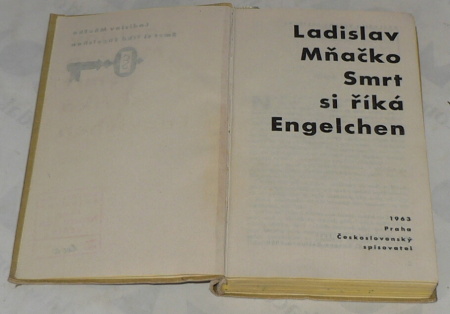 Ladislav
Mňačko
Smrt
si říká
Engelchen
1963
Praha
Československý
spisovatel